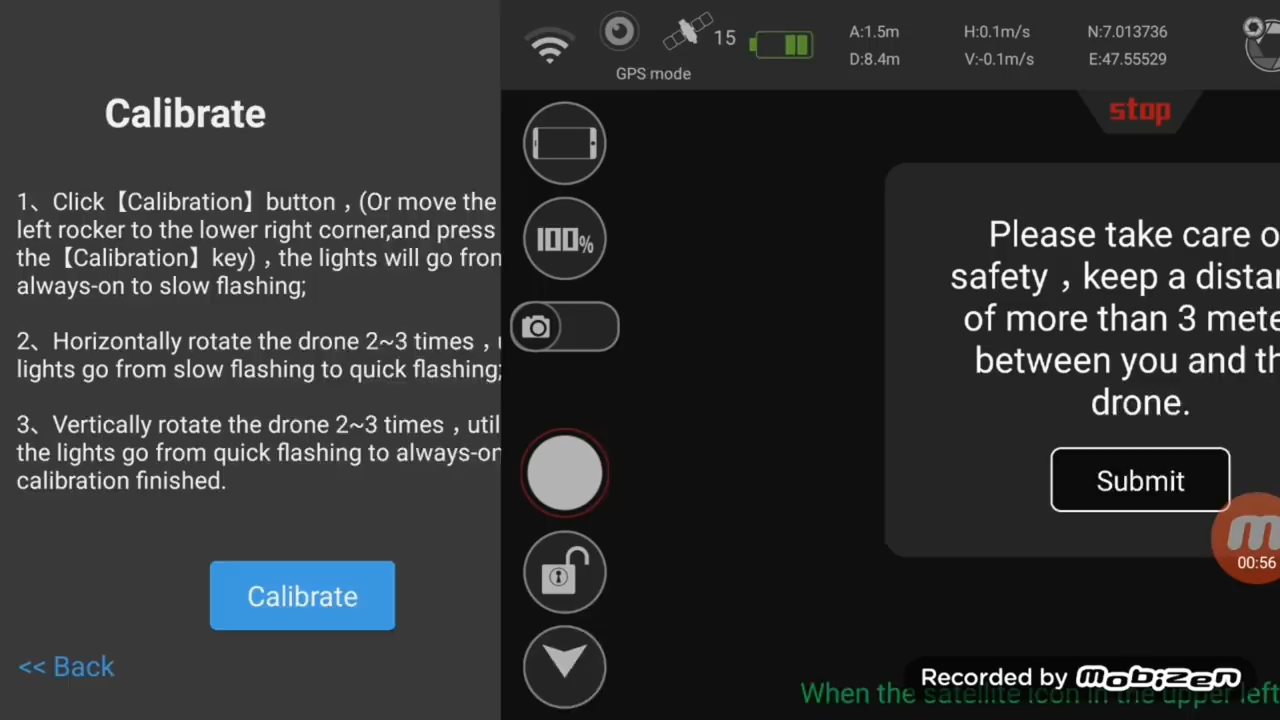 Calibrate
1、Click【Calibration】button，(Or move the
left rocker to the lower right corner,and press
the【Calibration】key)，the lights will go from
always-on to slow flashing;
2、Horizontally rotate the drone 2~3 times，
lights go from slow flashing to quick flashing;
3、Vertically rotate the drone 2~3 times，util
the lights go from quick flashing to always-on
calibration finished.
Calibrate
<< Back
15
GPS mode
A:1.5m
D:8.4m
H:0.1m/s
V:-0.1m/s
N:7.013736
E:47.55529
stop
100%
Please take care
safety，keep a
of more than 3
between you and
drone.
Submit
00:56
Recorded by mobizen
When the satellite icon in the upper left